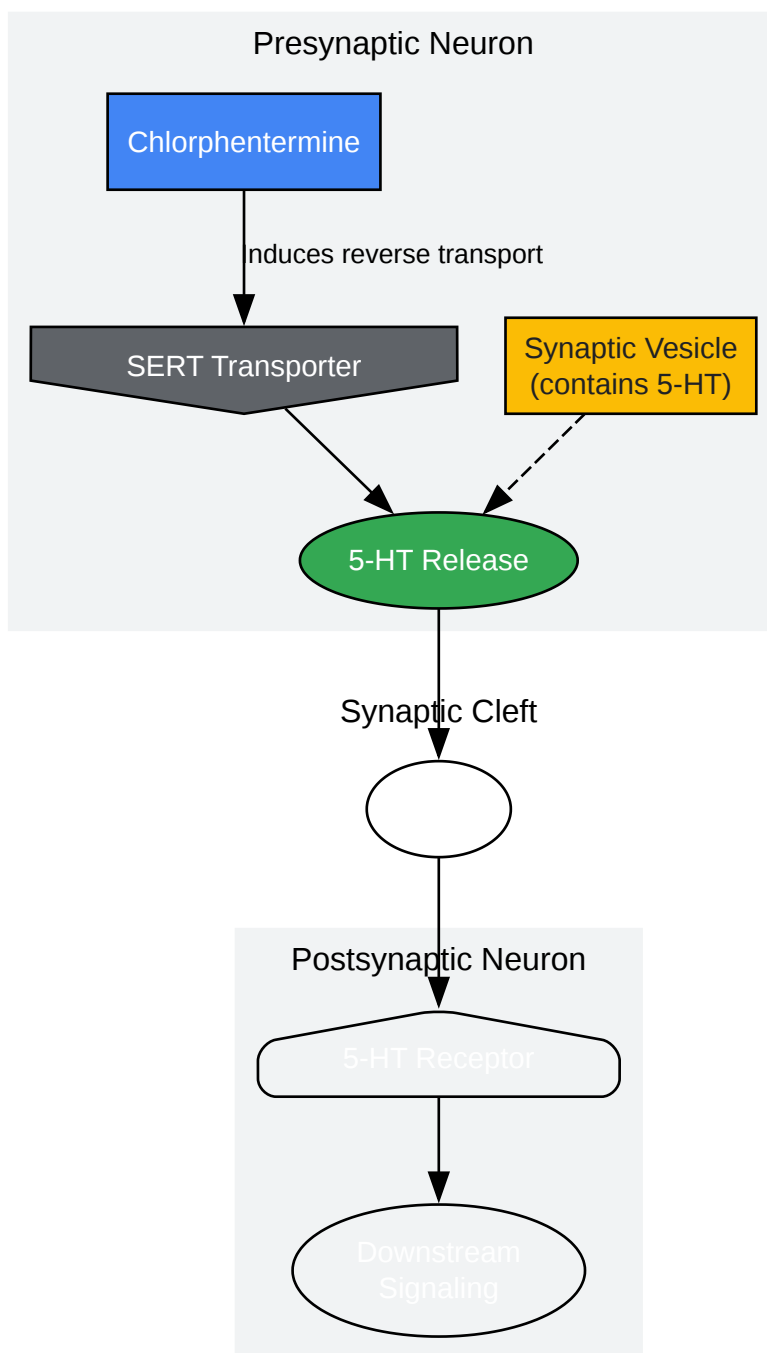 Presynaptic Neuron
Chlorphentermine
Induces reverse transport
SERT Transporter
Synaptic Vesicle
(contains 5-HT)
5-HT Release
Synaptic Cleft
Postsynaptic Neuron
5-HT Receptor
Downstream
Signaling